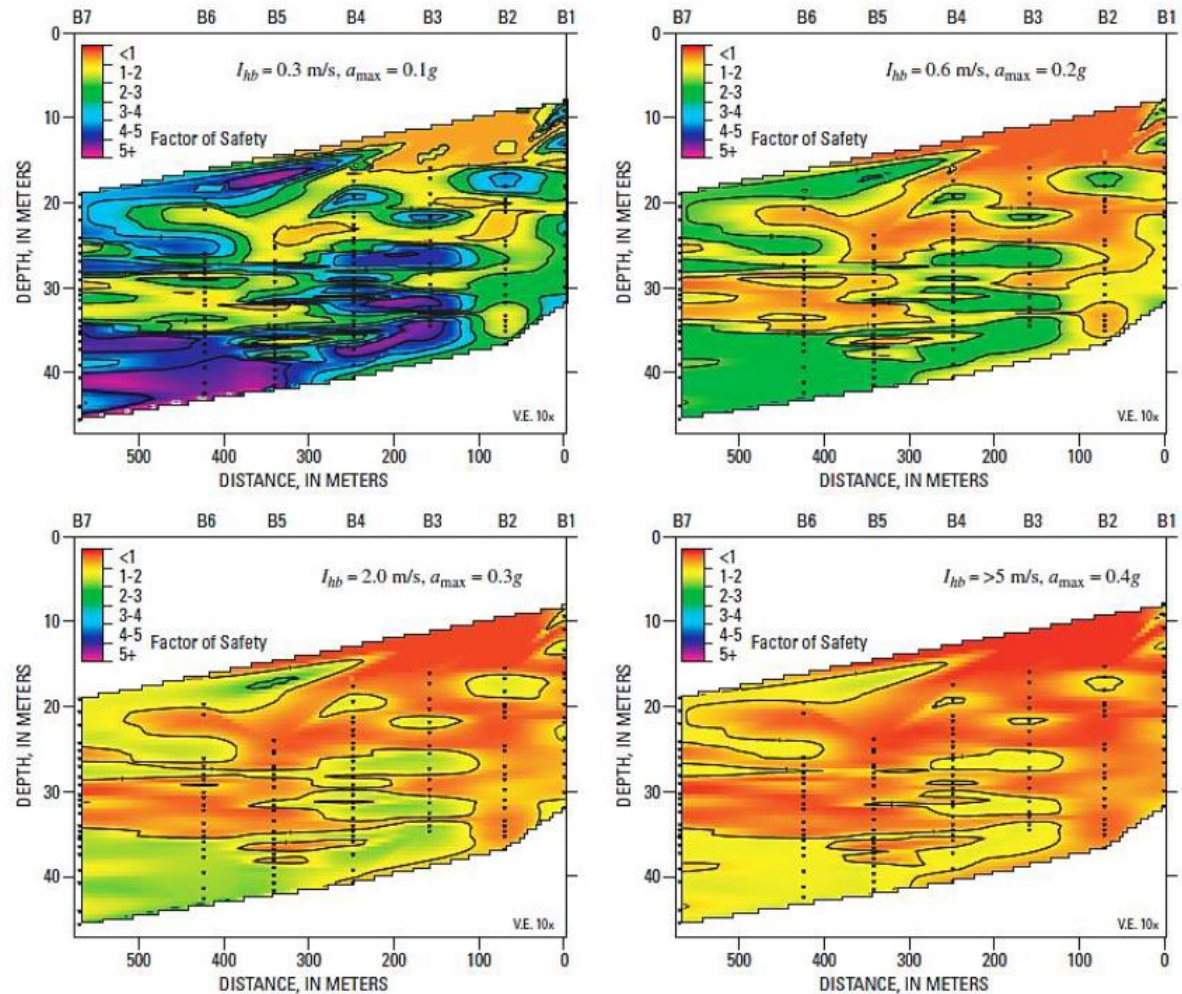 B7 B6 B5 B4 B3 B2 B1
0
10
20
30
40
DEPTH, IN METERS
<1
1-2
2-3
3-4
4-5
5+
Factor of Safety
I_hb = 0.3 m/s, a_max = 0.1g
V.E. 10x
500 400 300 200 100 0
DISTANCE, IN METERS
B7 B6 B5 B4 B3 B2 B1
0
10
20
30
40
DEPTH, IN METERS
<1
1-2
2-3
3-4
4-5
5+
Factor of Safety
I_hb = 0.6 m/s, a_max = 0.2g
V.E. 10x
500 400 300 200 100 0
DISTANCE, IN METERS
B7 B6 B5 B4 B3 B2 B1
0
10
20
30
40
DEPTH, IN METERS
<1
1-2
2-3
3-4
4-5
5+
Factor of Safety
I_hb = 2.0 m/s, a_max = 0.3g
V.E. 10x
500 400 300 200 100 0
DISTANCE, IN METERS
B7 B6 B5 B4 B3 B2 B1
0
10
20
30
40
DEPTH, IN METERS
<1
1-2
2-3
3-4
4-5
5+
Factor of Safety
I_hb = >5 m/s, a_max = 0.4g
V.E. 10x
500 400 300 200 100 0
DISTANCE, IN METERS